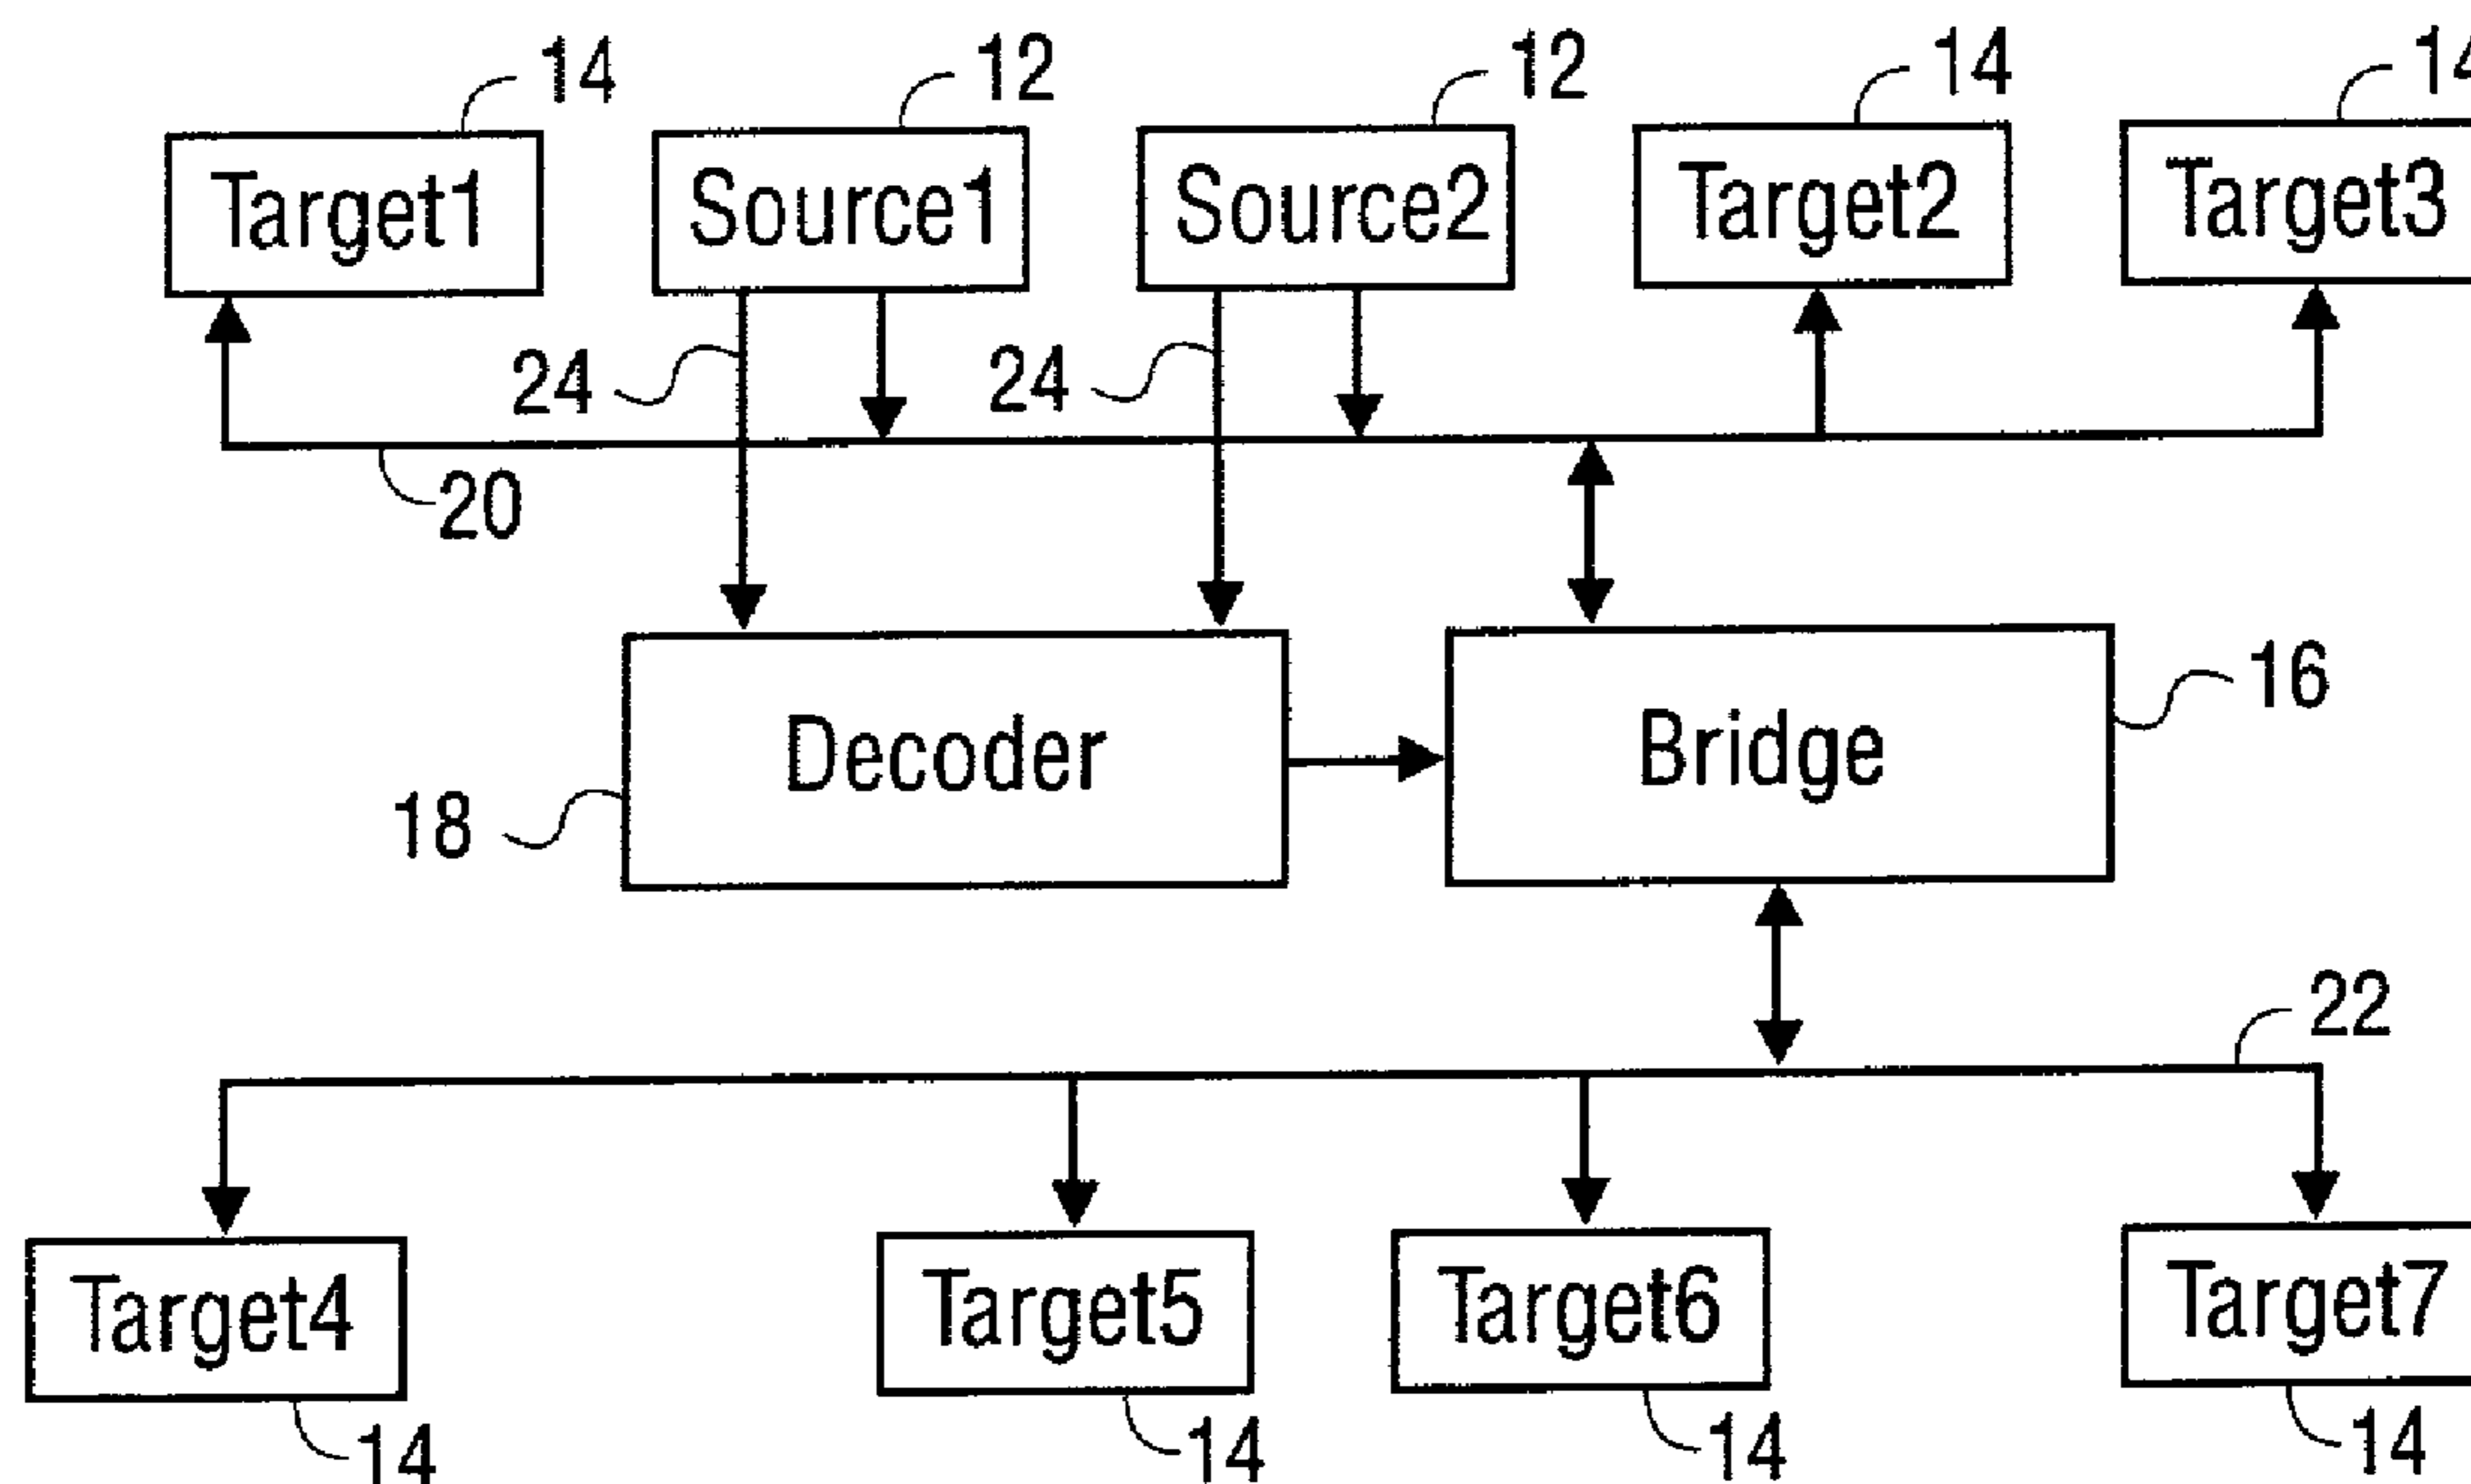 14 12 12 14 14
Target1 Source1 Source2 Target2 Target3
24 24
20
16
Decoder Bridge
18
22
Target4 Target5 Target6 Target7
14 14 14 14